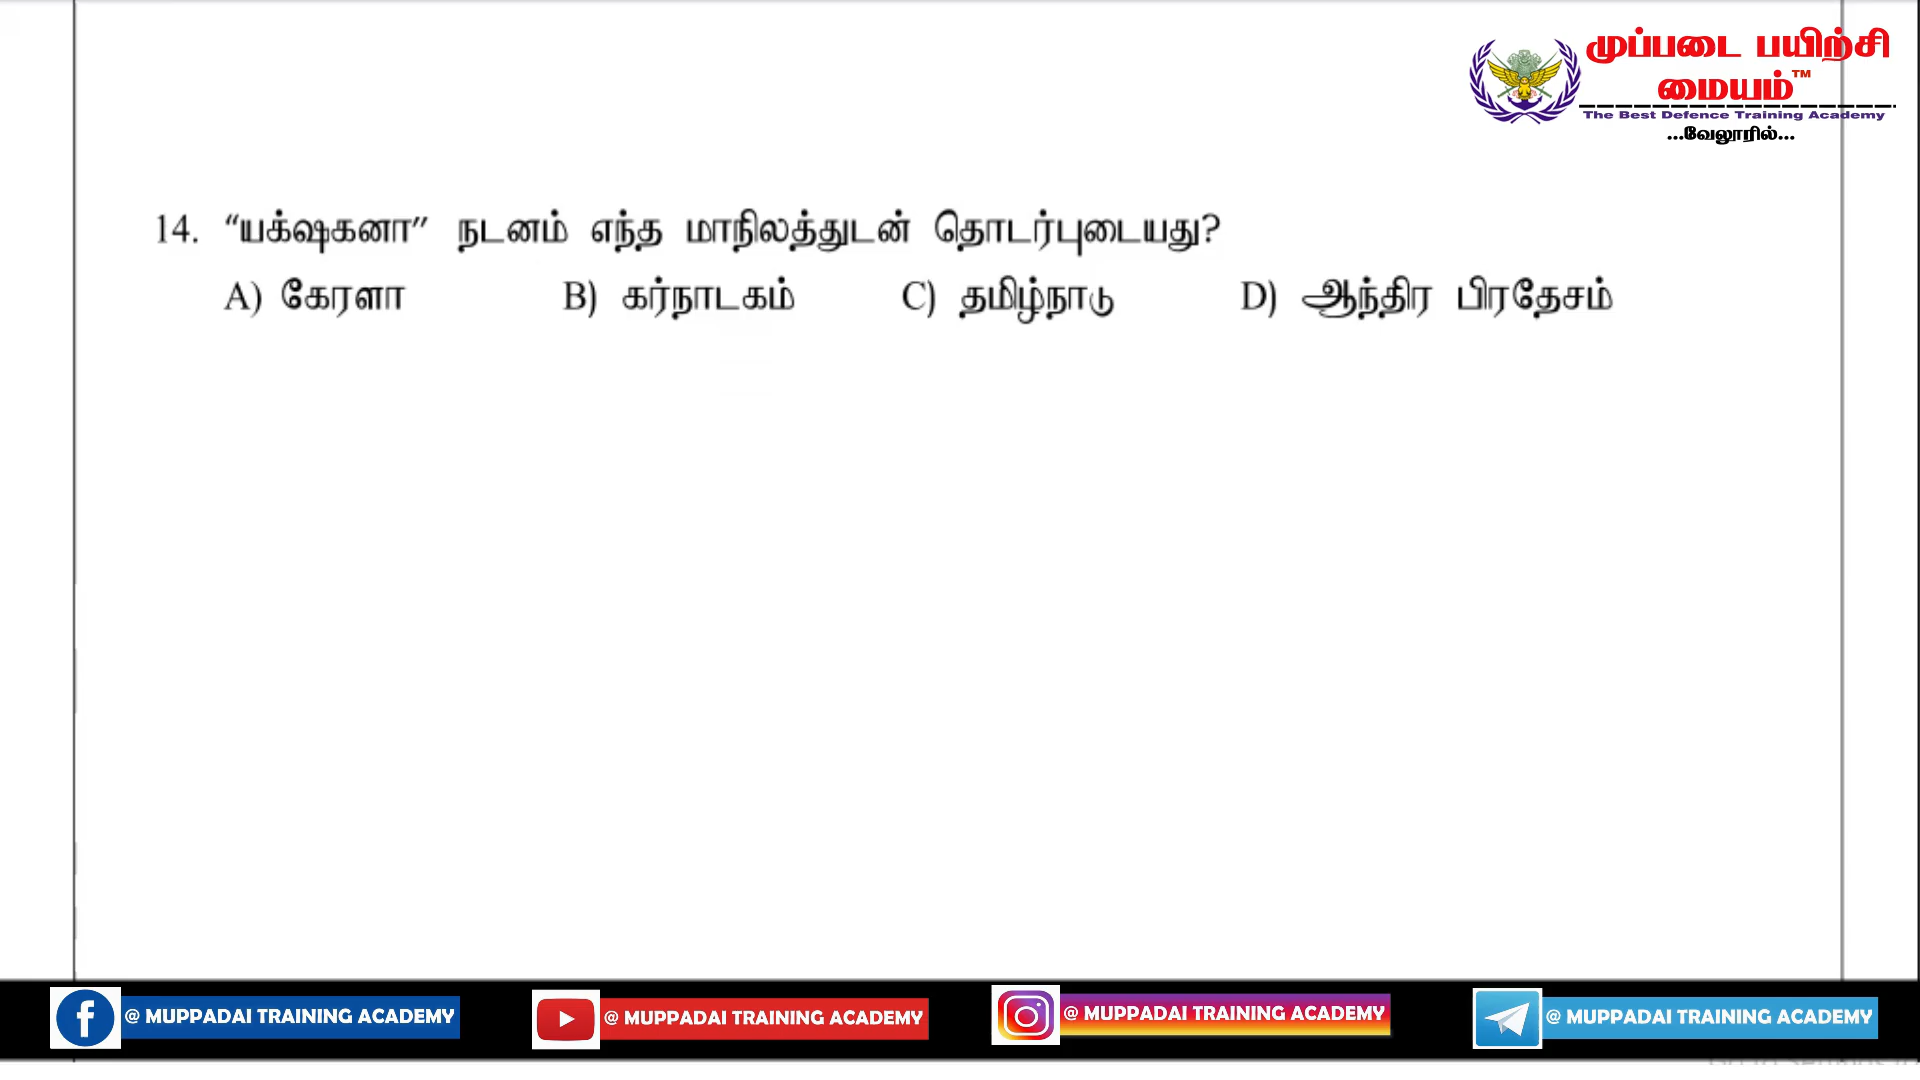 முப்படை பயிற்சி
மையம்™
The Best Defence Training Academy
...வேலூரில்...
14. “யக்ஷகனா” நடனம் எந்த மாநிலத்துடன் தொடர்புடையது?
A) கேரளா B) கர்நாடகம் C) தமிழ்நாடு D) ஆந்திர பிரதேசம்
@ MUPPADAI TRAINING ACADEMY @ MUPPADAI TRAINING ACADEMY @ MUPPADAI TRAINING ACADEMY @ MUPPADAI TRAINING ACADEMY